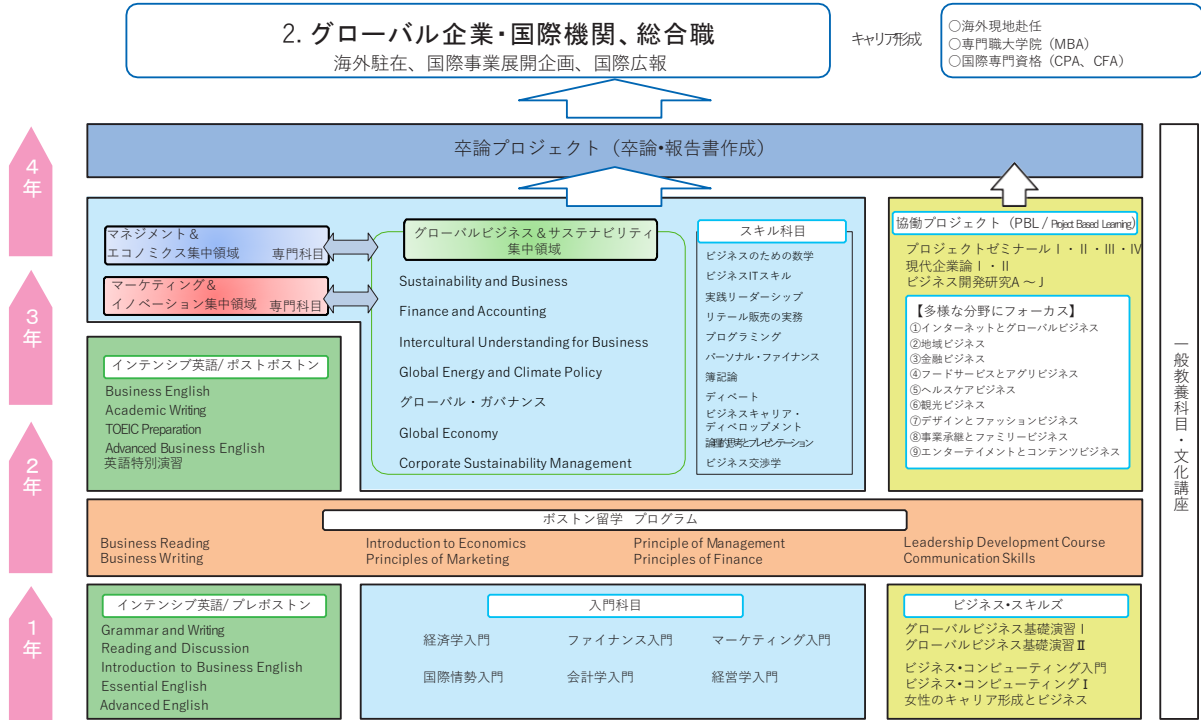 2. グローバル企業・国際機関、総合職
海外駐在、国際事業展開企画、国際広報
キャリア形成
○海外現地赴任
○専門職大学院（MBA）
○国際専門資格（CPA、CFA）
4年
3年
2年
1年
卒論プロジェクト（卒論•報告書作成）
マネジメント＆
エコノミクス集中領域 専門科目
マーケティング＆
イノベーション集中領域 専門科目
グローバルビジネス＆サステナビリティ
集中領域
Sustainability and Business
Finance and Accounting
Intercultural Understanding for Business
Global Energy and Climate Policy
グローバル・ガバナンス
Global Economy
Corporate Sustainability Management
スキル科目
ビジネスのための数学
ビジネスITスキル
実践リーダーシップ
リテール販売の実務
プログラミング
パーソナル・ファイナンス
簿記論
ディベート
ビジネスキャリア・
ディベロップメント
論理的思考とプレゼンテーション
ビジネス交渉学
協働プロジェクト（PBL / Project Based Learning)
プロジェクトゼミナールⅠ・Ⅱ・Ⅲ・Ⅳ
現代企業論Ⅰ・Ⅱ
ビジネス開発研究A～J
【多様な分野にフォーカス】
①インターネットとグローバルビジネス
②地域ビジネス
③金融ビジネス
④フードサービスとアグリビジネス
⑤ヘルスケアビジネス
⑥観光ビジネス
⑦デザインとファッションビジネス
⑧事業承継とファミリービジネス
⑨エンターテイメントとコンテンツビジネス
インテンシブ英語/ ポストボストン
Business English
Academic Writing
TOEIC Preparation
Advanced Business English
英語特別演習
ボストン留学 プログラム
Business Reading
Business Writing
Introduction to Economics
Principles of Marketing
Principle of Management
Principles of Finance
Leadership Development Course
Communication Skills
インテンシブ英語/ プレボストン
Grammar and Writing
Reading and Discussion
Introduction to Business English
Essential English
Advanced English
入門科目
経済学入門 ファイナンス入門 マーケティング入門
国際情勢入門 会計学入門 経営学入門
ビジネス•スキルズ
グローバルビジネス基礎演習Ⅰ
グローバルビジネス基礎演習Ⅱ
ビジネス•コンピューティング入門
ビジネス•コンピューティングⅠ
女性のキャリア形成とビジネス
一般教養科目・文化講座